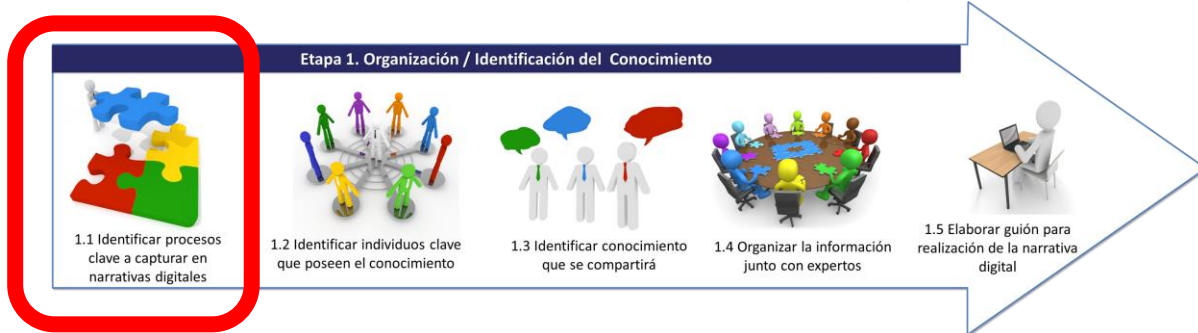 Etapa 1. Organización / Identificación del  Conocimiento
1.1 Identificar procesos
clave a capturar en
narrativas digitales
1.2 Identificar individuos clave
que poseen el conocimiento
1.3 Identificar conocimiento
que se compartirá
1.4 Organizar la información
junto con expertos
1.5 Elaborar guión para
realización de la narrativa
digital